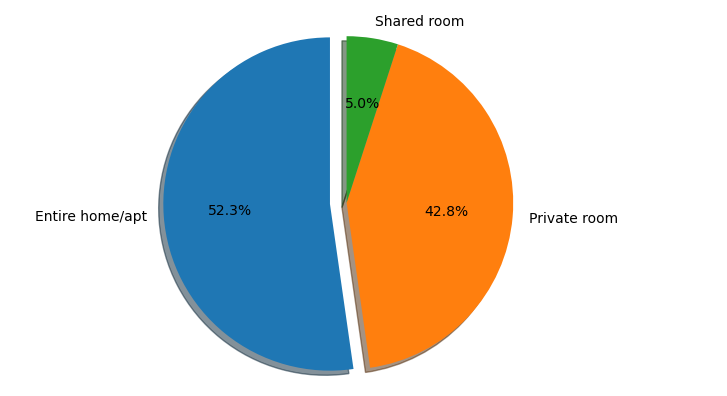 Shared room
5.0%
Entire home/apt
52.3%
42.8%
Private room